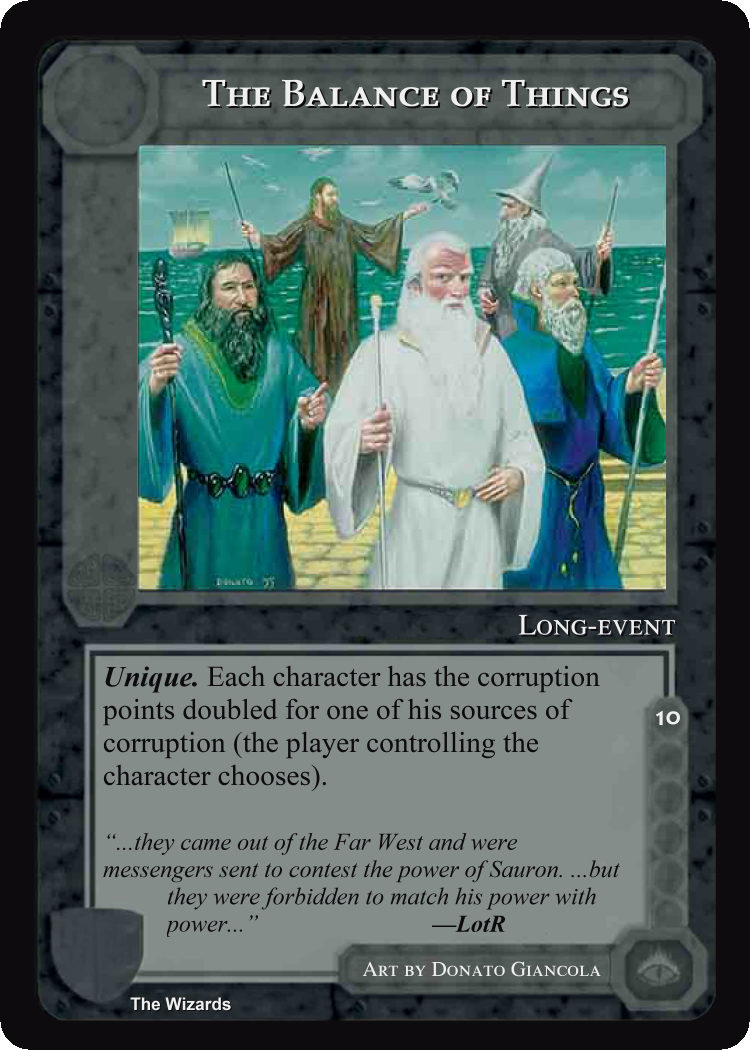 The Balance of Things
DONATO '95
Long-event
Unique. Each character has the corruption
points doubled for one of his sources of
corruption (the player controlling the
character chooses).
10
“...they came out of the Far West and were
messengers sent to contest the power of Sauron. ...but
they were forbidden to match his power with
power...” —LotR
Art by Donato Giancola
The Wizards